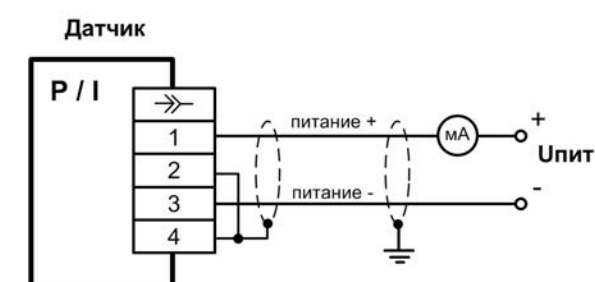 Датчик
P / I
1
питание +
мА
+
Uпит
2
3
питание -
-
4